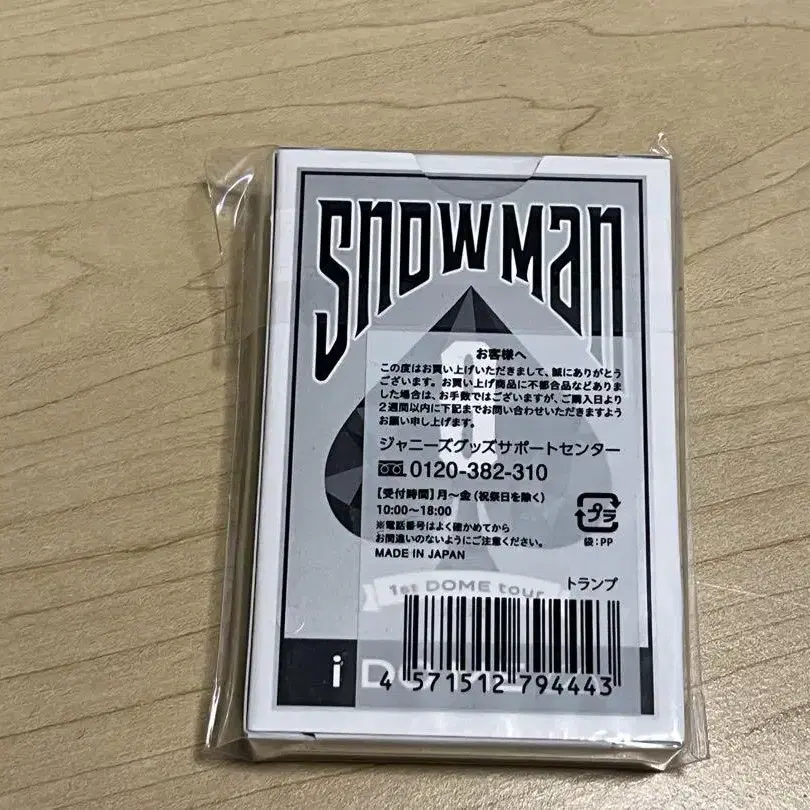 Snow Man
お客様へ
この度はお買い上げいただきまして、誠にありがとう
ございます。お買い上げ商品に不都合品などありま
した場合は、お手数ではございますが、ご購入日より
2週間以内に下記までお問い合わせいただきますよう
お願い申し上げます。
ジャニーズグッズサポートセンター
0120-382-310
【受付時間】月〜金(祝祭日を除く)
10:00〜18:00
※電話番号はよく確かめてから
お間違いのないようにご注意ください。
MADE IN JAPAN
プラ
袋:PP
トランプ
1st DOME tour
i DO
4 571512 794443